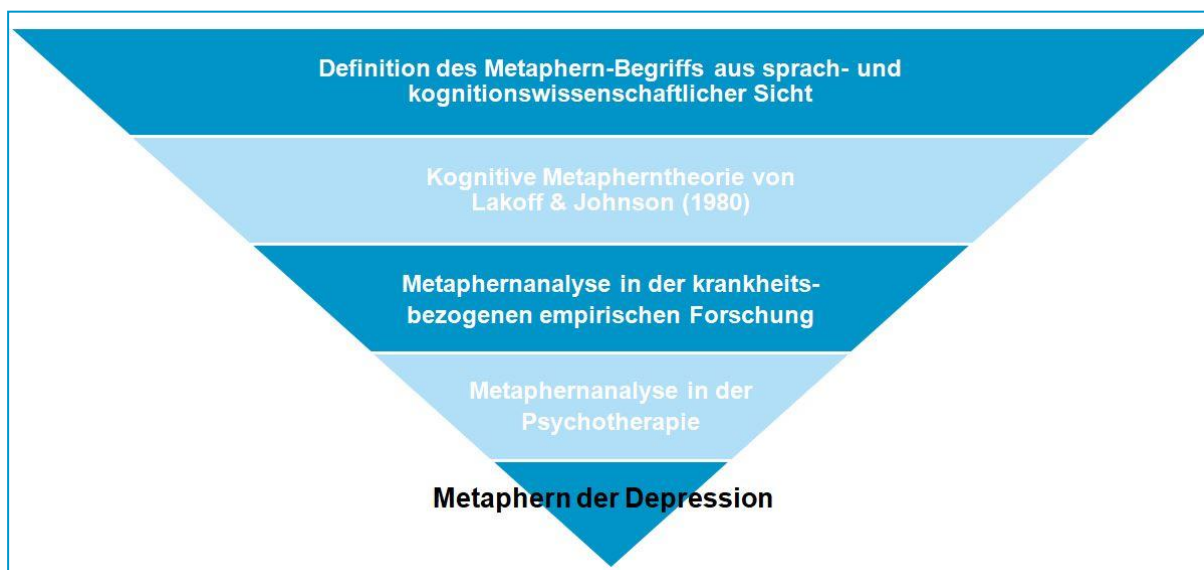 Definition des Metaphern-Begriffs aus sprach- und
kognitionswissenschaftlicher Sicht
Kognitive Metapherntheorie von
Lakoff & Johnson (1980)
Metaphernanalyse in der krankheits-
bezogenen empirischen Forschung
Metaphernanalyse in der
Psychotherapie
Metaphern der Depression